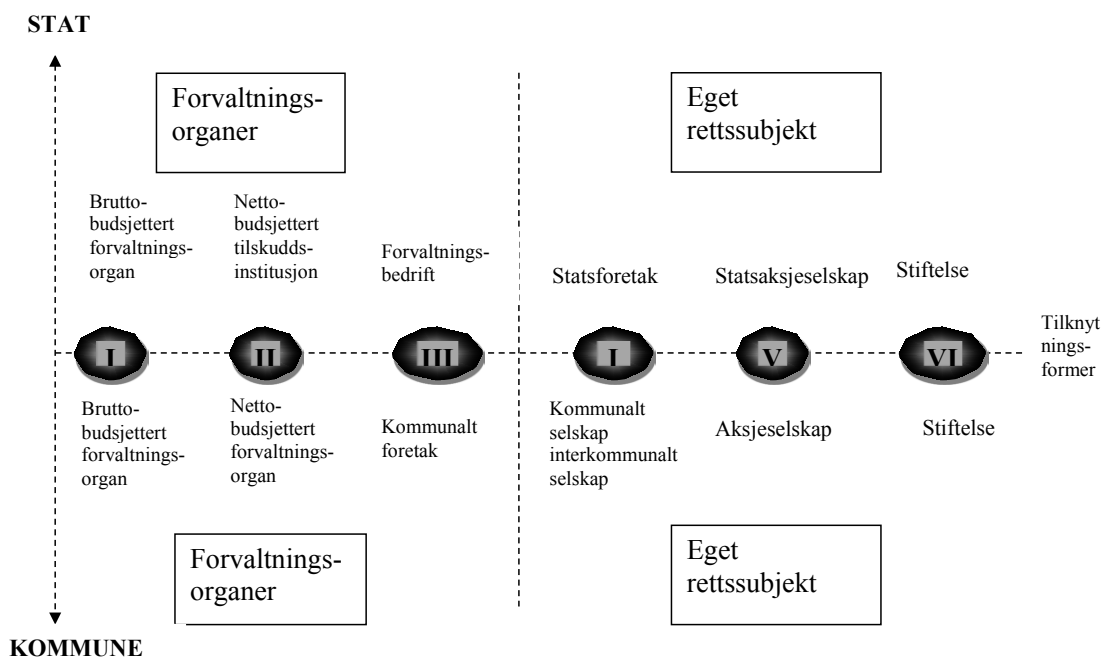 STAT
Forvaltnings-
organer
Eget
rettssubjekt
Brutto-
budsjettert
forvaltnings-
organ
Netto-
budsjettert
tilskudds-
institusjon
Forvaltnings-
bedrift
Statsforetak
Statsaksjeselskap
Stiftelse
I
II
III
I
V
VI
Tilknyt
nings-
former
Brutto-
budsjettert
forvaltnings-
organ
Netto-
budsjettert
forvaltnings-
organ
Kommunalt
foretak
Kommunalt
selskap
interkommunalt
selskap
Aksjeselskap
Stiftelse
Forvaltnings-
organer
Eget
rettssubjekt
KOMMUNE